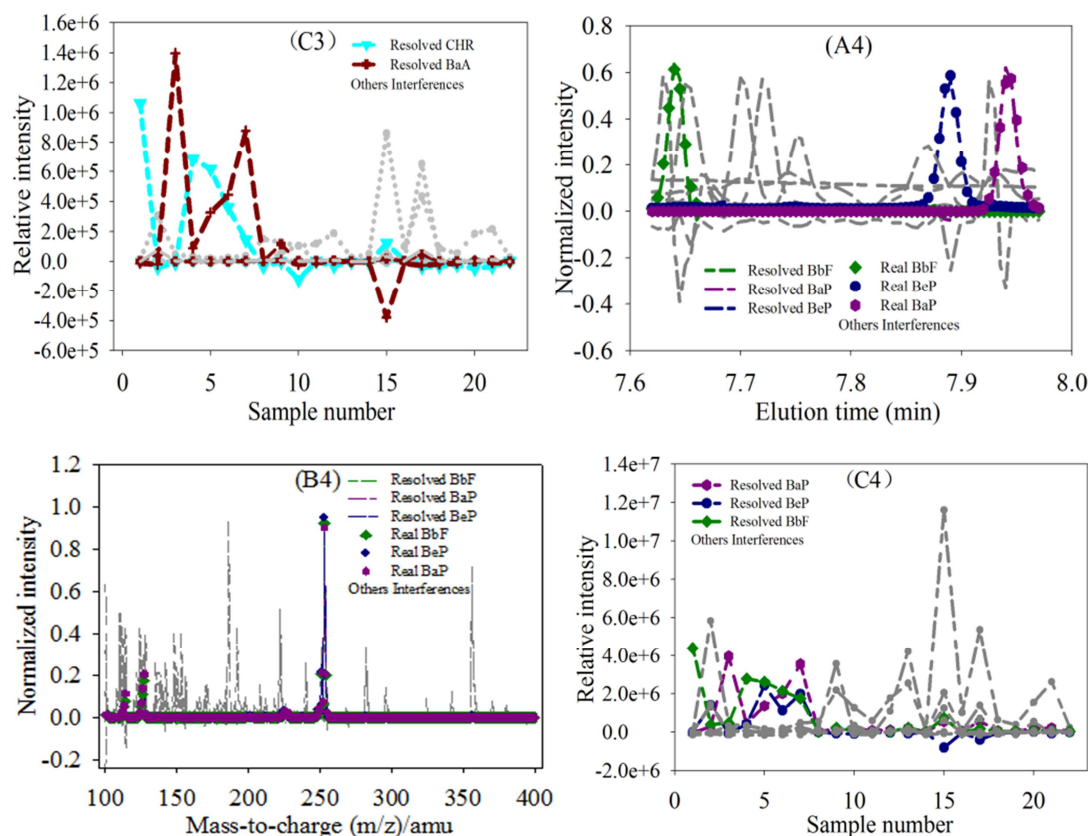 (C3)
Resolved CHR
Resolved BaA
Others Interferences
Relative intensity
1.6e+6
1.4e+6
1.2e+6
1.0e+6
8.0e+5
6.0e+5
4.0e+5
2.0e+5
0.0
2.0e+5
4.0e+5
6.0e+5
0 5 10 15 20
Sample number
(A4)
Normalized intensity
0.8
0.6
0.4
0.2
0.0
-0.2
-0.4
-0.6
Resolved BbF
Resolved BaP
Resolved BeP
Real BbF
Real BeP
Real BaP
Others Interferences
7.6 7.7 7.8 7.9 8.0
Elution time (min)
(B4)
Resolved BbF
Resolved BaP
Resolved BeP
Real BbF
Real BeP
Real BaP
Others Interferences
Normalized intensity
1.2
1.0
0.8
0.6
0.4
0.2
0.0
-0.2
100 150 200 250 300 350 400
Mass-to-charge (m/z)/amu
(C4)
Resolved BaP
Resolved BeP
Resolved BbF
Others Interferences
Relative intensity
1.4e+7
1.2e+7
1.0e+7
8.0e+6
6.0e+6
4.0e+6
2.0e+6
0.0
-2.0e+6
0 5 10 15 20
Sample number